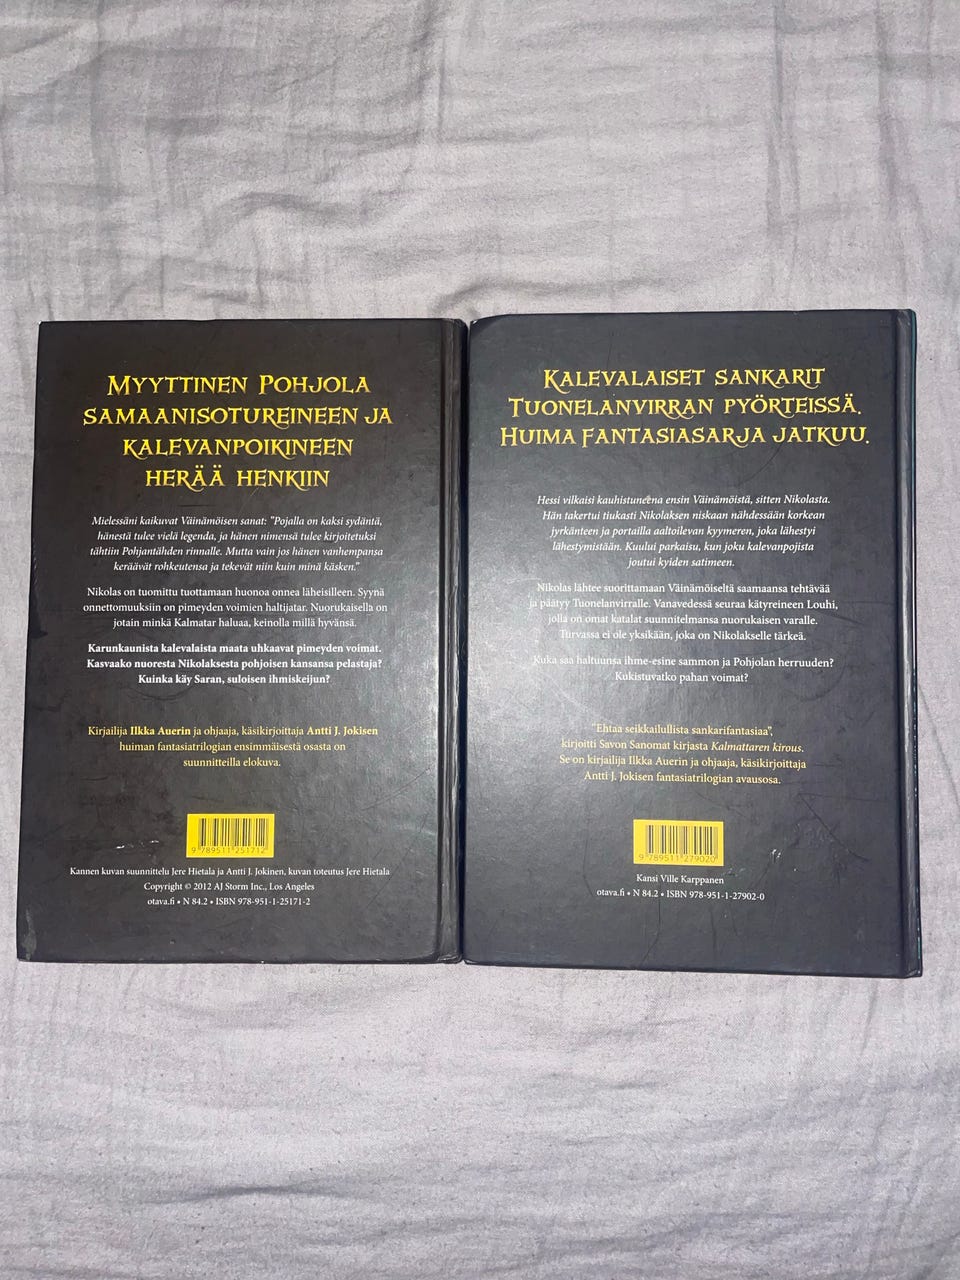 MYYTTINEN POHJOLA
SAMAANISOTUREINEEN JA
KALEVANPOIKINEEN
HERÄÄ HENKIIN
Mielessäni kaikuvat Väinämöisen sanat: "Pojalla on kaksi sydäntä,
hänestä tulee vielä legenda, ja hänen nimensä tulee kirjoitetuksi
tähtiin Pohjantähden rinnalle. Mutta vain jos hänen vanhempansa
keräävät rohkeutensa ja tekevät niin kuin minä käsken."
Nikolas on tuomittu tuottamaan huonoa onnea läheisilleen. Syynä
onnettomuuksiin on pimeyden voimien haltijatar. Nuorukaisella on
jotain minkä Kalmatar haluaa, keinolla millä hyvänsä.
Karunkaunista kalevalaista maata uhkaavat pimeyden voimat.
Kasvaako nuoresta Nikolaksesta pohjoisen kansansa pelastaja?
Kuinka käy Saran, suloisen ihmiskeijun?
Kirjailija Ilkka Auerin ja ohjaaja, käsikirjoittaja Antti J. Jokisen
huiman fantasiatrilogian ensimmäisestä osasta on
suunnitteilla elokuva.
9 789511 251712
Kannen kuvan suunnittelu Jere Hietala ja Antti J. Jokinen, kuvan toteutus Jere Hietala
Copyright © 2012 AJ Storm Inc., Los Angeles
otava.fi • N 84.2 • ISBN 978-951-1-25171-2
KALEVALAISET SANKARIT
TUONELANVIRRAN PYÖRTEISSÄ.
HUIMA FANTASIASARJA JATKUU.
Hessi vilkaisi kauhistuneena ensin Väinämöistä, sitten Nikolasta.
Hän takertui tiukasti Nikolaksen niskaan nähdessään korkean
jyrkänteen ja portailla aaltoilevan kyymeren, joka lähestyi
lähestymistään. Kuului parkaisu, kun joku kalevanpojista
joutui kyiden satimeen.
Nikolas lähtee suorittamaan Väinämöiseltä saamaansa tehtävää
ja päätyy Tuonelanvirralle. Vanavedessä seuraa kätyreineen Louhi,
jolla on omat katalat suunnitelmansa nuorukaisen varalle.
Turvassa ei ole yksikään, joka on Nikolakselle tärkeä.
Kuka saa haltuunsa ihme-esine sammon ja Pohjolan herruuden?
Kukistuvatko pahan voimat?
"Ehtaa seikkailullista sankarifantasiaa",
kirjoitti Savon Sanomat kirjasta Kalmattaren kirous.
Se on kirjailija Ilkka Auerin ja ohjaaja, käsikirjoittaja
Antti J. Jokisen fantasiatrilogian avausosa.
9 789511 279020
Kansi Ville Karppanen
otava.fi • N 84.2 • ISBN 978-951-1-27902-0